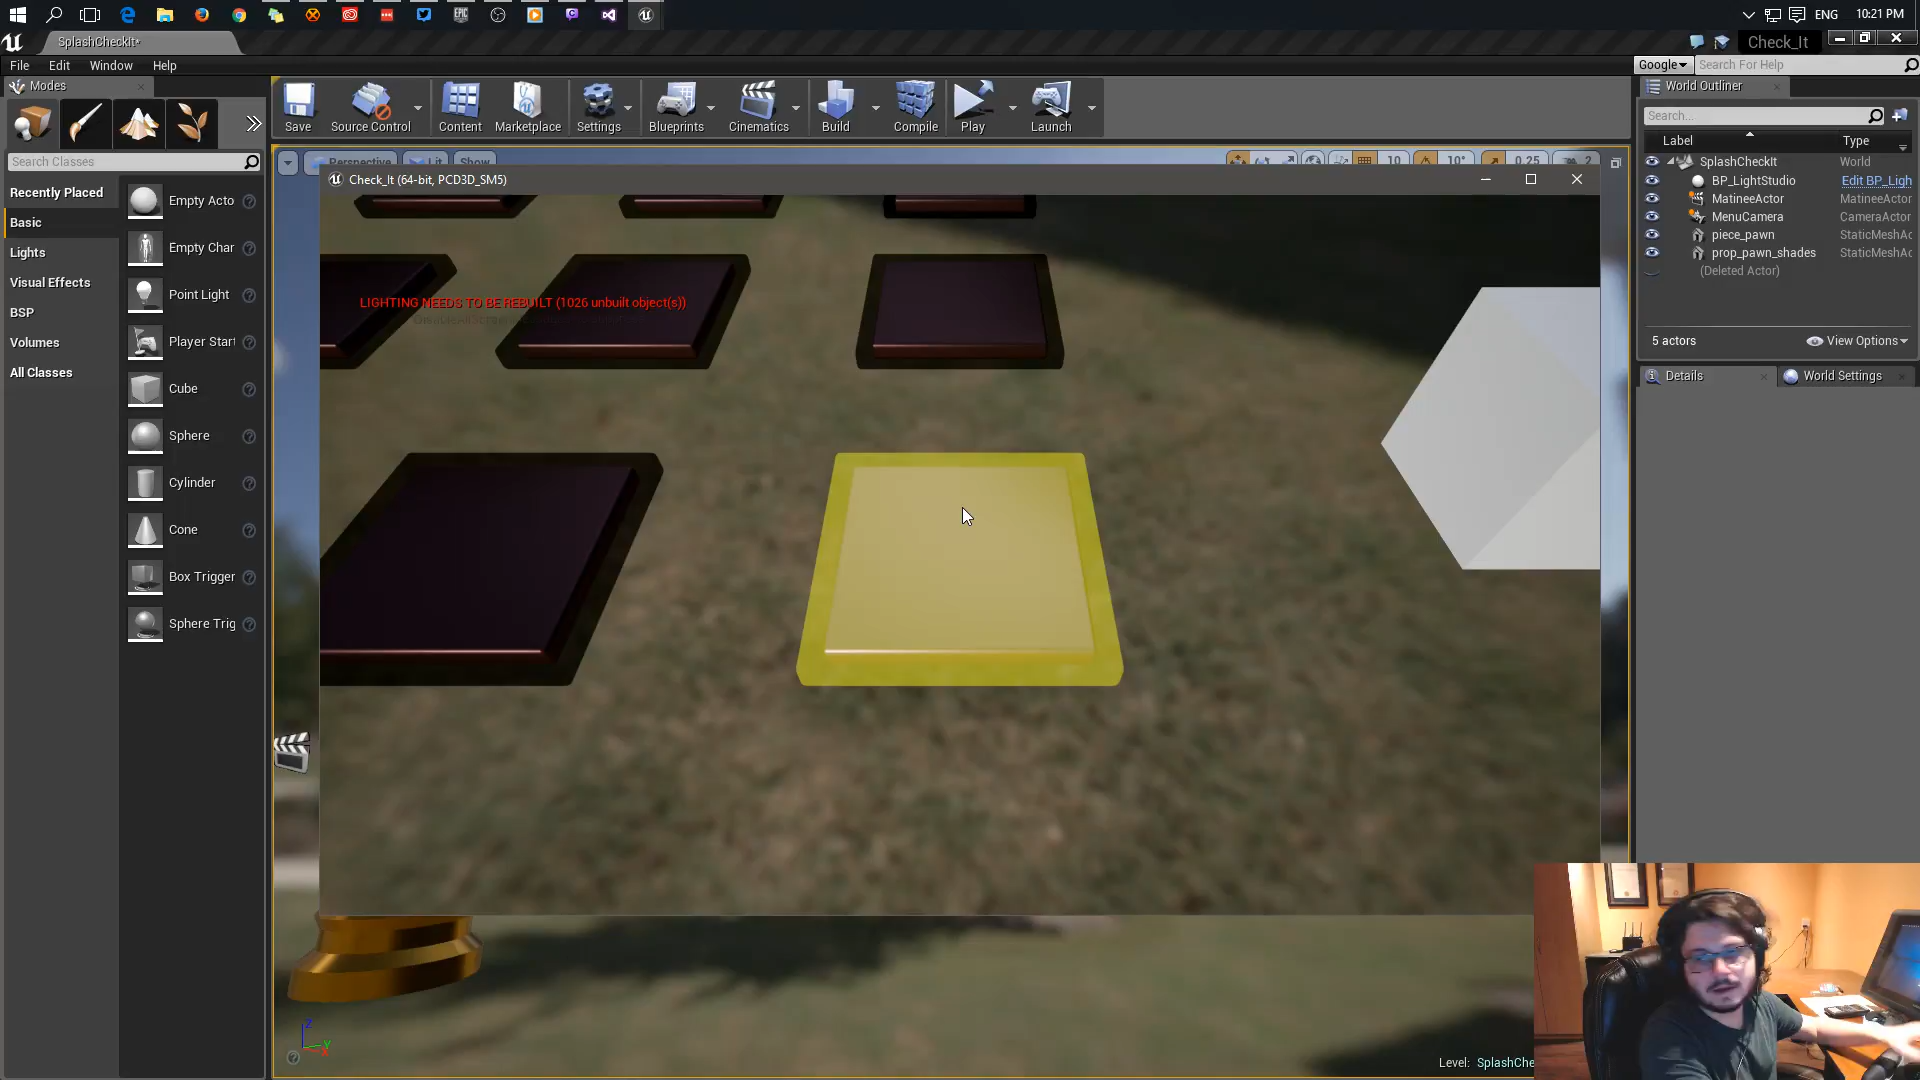 ENG
10:21 PM
SplashCheckIt*
Check_It
File Edit Window Help
Google
Search For Help
Modes
Save
Source Control
Content
Marketplace
Settings
Blueprints
Cinematics
Build
Compile
Play
Launch
World Outliner
Search...
Label
Type
Search Classes
Perspective
Lit
Show
10
10°
0.25
2
Recently Placed
Basic
Lights
Visual Effects
BSP
Volumes
All Classes
Empty Acto
Empty Char
Point Light
Player Start
Cube
Sphere
Cylinder
Cone
Box Trigger
Sphere Trig
Check_It (64-bit, PCD3D_SM5)
LIGHTING NEEDS TO BE REBUILT (1026 unbuilt object(s))
SplashCheckIt World
BP_LightStudio Edit BP_Ligh
MatineeActor MatineeActor
MenuCamera CameraActor
piece_pawn StaticMeshAc
prop_pawn_shades StaticMeshAc
(Deleted Actor)
5 actors
View Options
Details
World Settings
Z
Y
X
Level: SplashChe